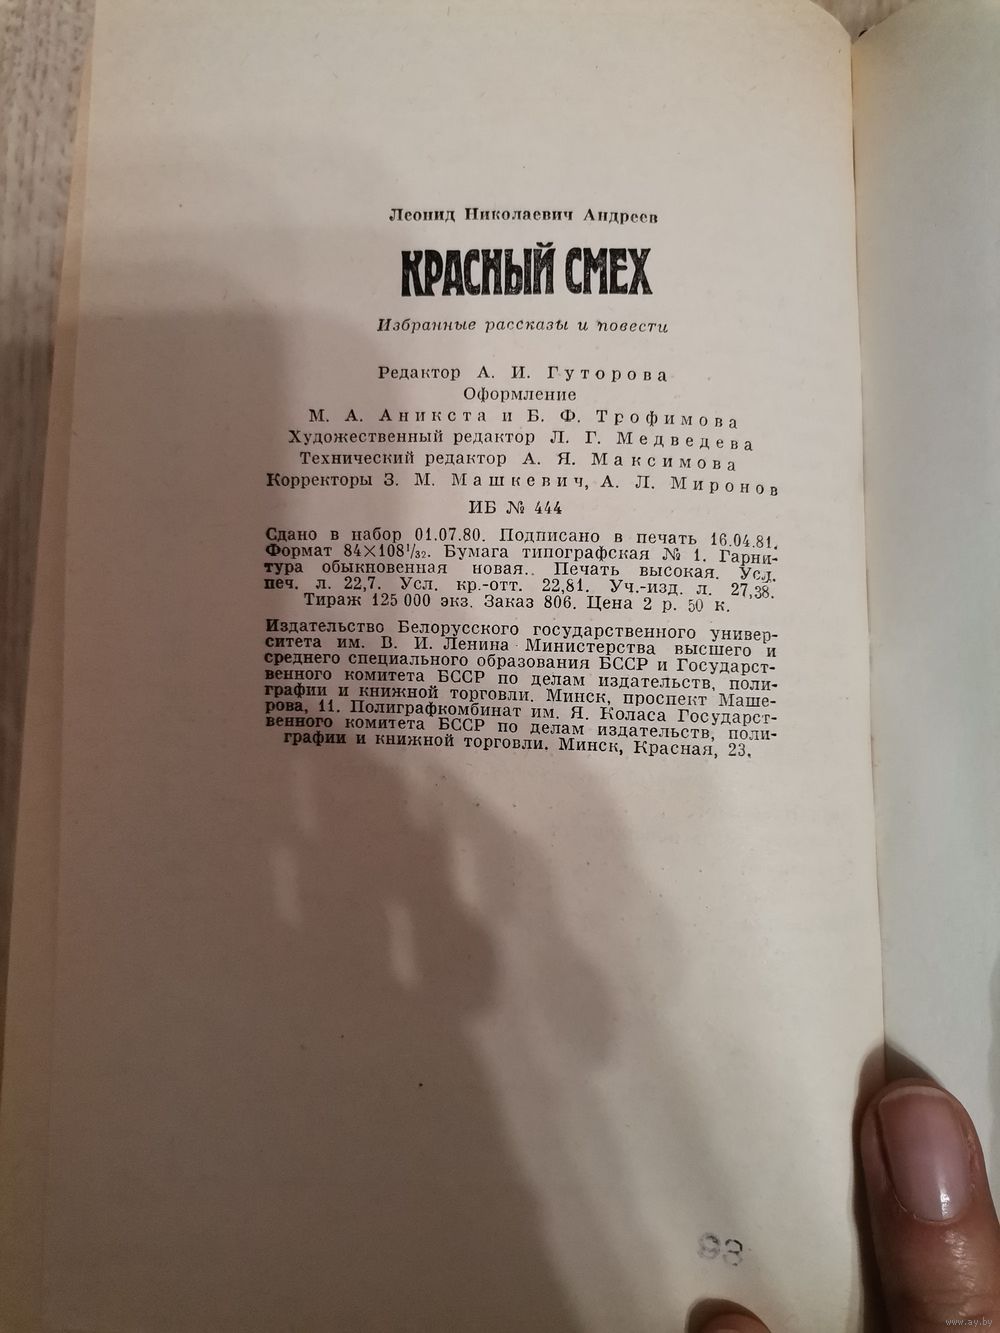 Леонид Николаевич Андреев
КРАСНЫЙ СМЕХ
Избранные рассказы и повести
Редактор А. И. Гуторова
Оформление
М. А. Аникста и Б. Ф. Трофимова
Художественный редактор Л. Г. Медведева
Технический редактор А. Я. Максимова
Корректоры З. М. Машкевич, А. Л. Миронов
ИБ № 444
Сдано в набор 01.07.80. Подписано в печать 16.04.81.
Формат 84×108¹/₃₂. Бумага типографская № 1. Гарни-
тура обыкновенная новая.. Печать высокая. Усл.
печ. л. 22,7. Усл. кр.-отт. 22,81. Уч.-изд. л. 27,38.
Тираж 125 000 экз. Заказ 806. Цена 2 р. 50 к.
Издательство Белорусского государственного универ-
ситета им. В. И. Ленина Министерства высшего и
среднего специального образования БССР и Государст-
венного комитета БССР по делам издательств, поли-
графии и книжной торговли. Минск, проспект Маше-
рова, 11. Полиграфкомбинат им. Я. Коласа Государст-
венного комитета БССР по делам издательств, поли-
графии и книжной торговли. Минск, Красная, 23.
www.ay.by